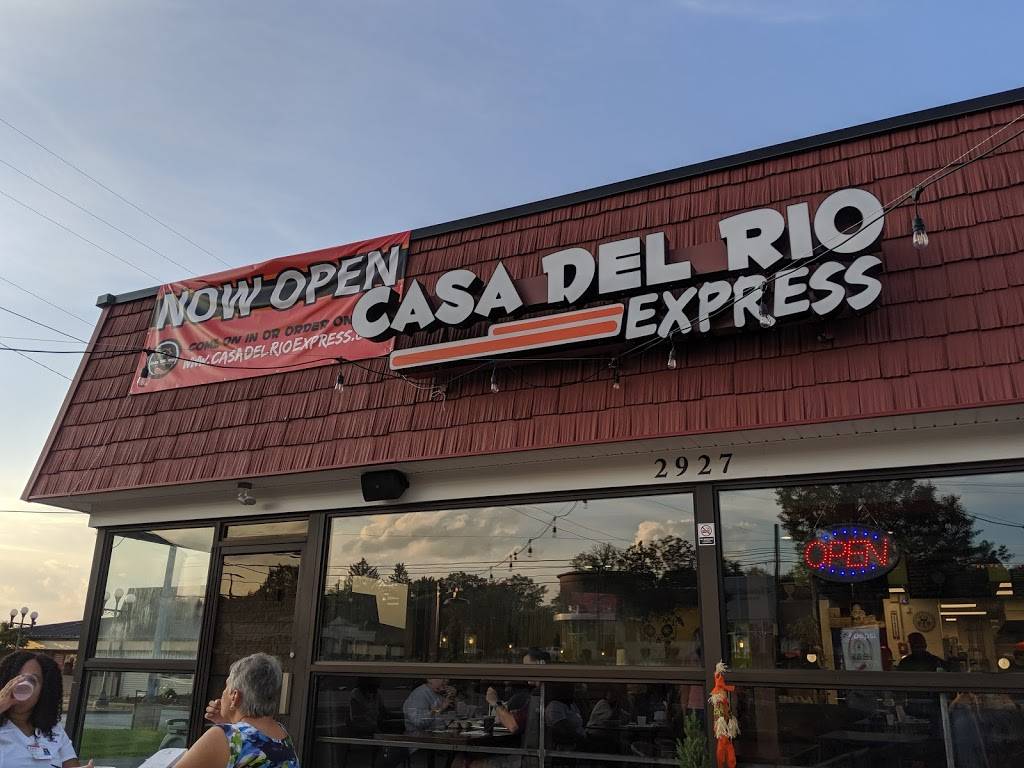 NOW OPEN
COME ON IN OR ORDER ON
WWW.CASADELRIOEXPRESS.C
CASA DEL RIO
EXPRESS
2927
OPEN